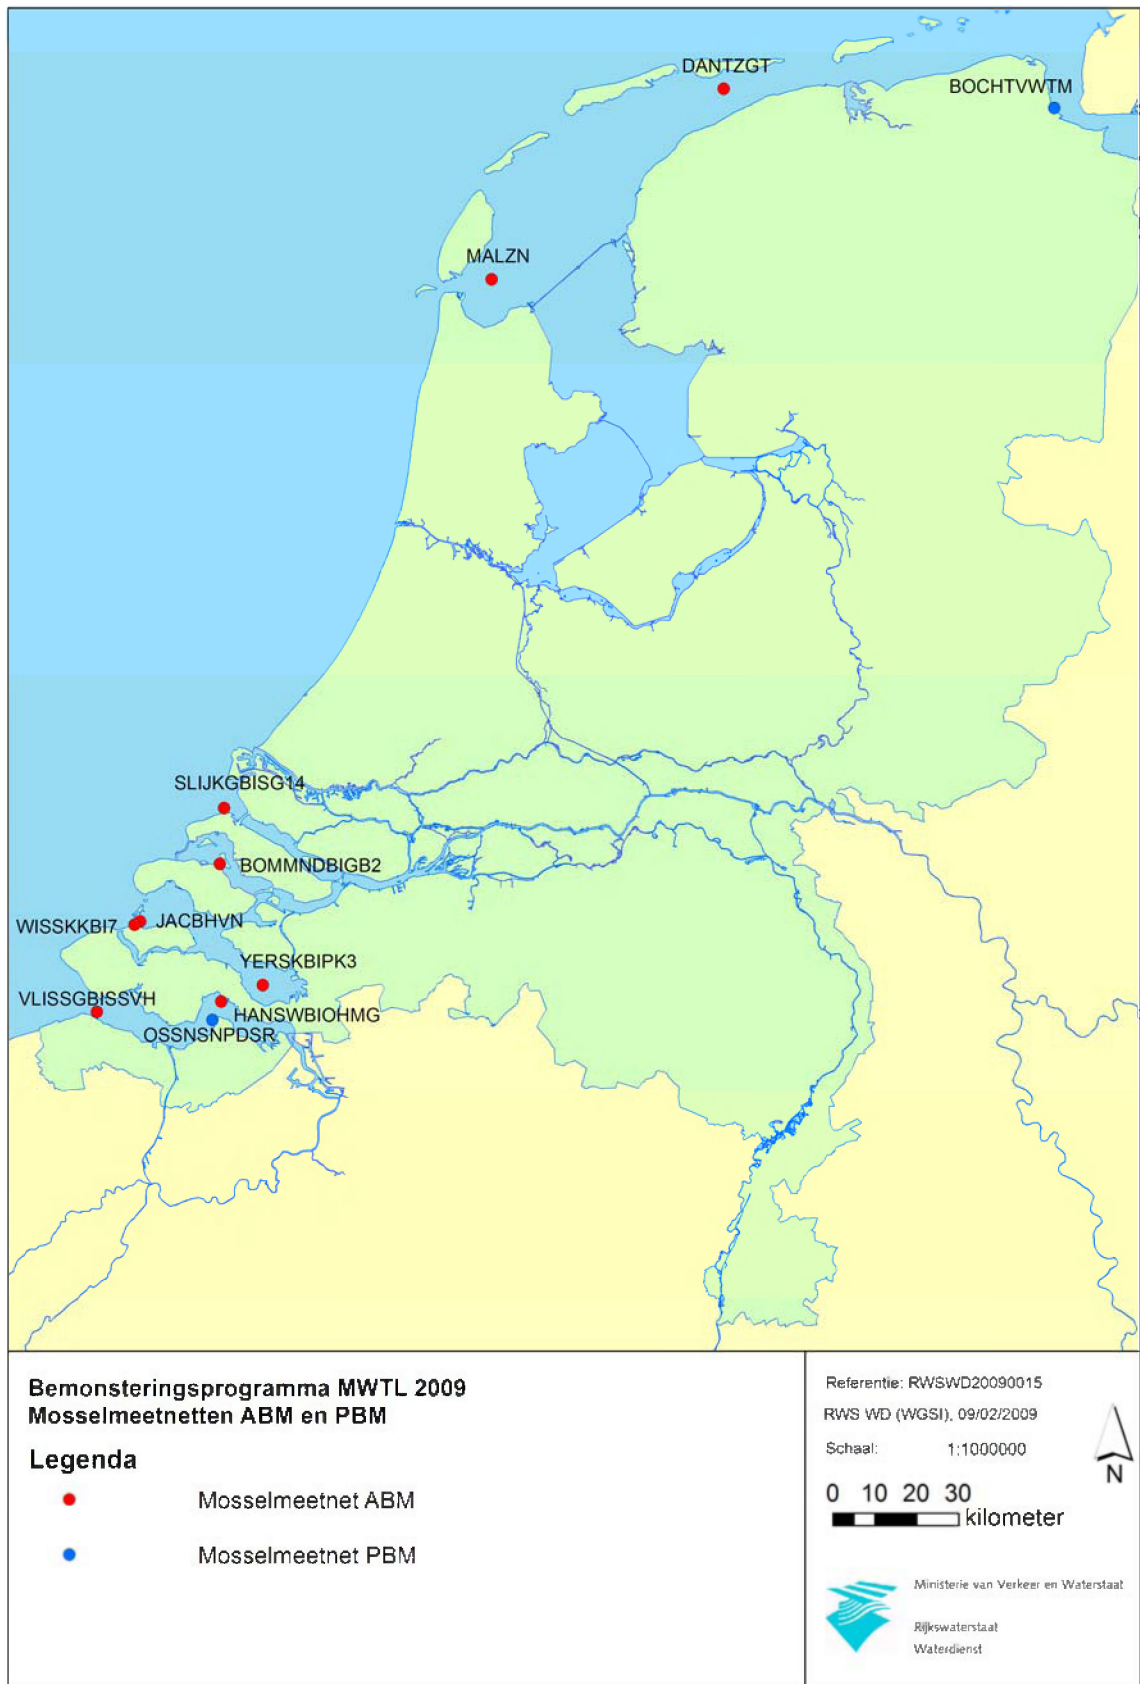 DANTZGT
BOCHTVWTM
MALZN
SLIJKGBISG14
BOMMNDBIGB2
WISSKKBI7
JACBHVN
YERSKBIPK3
VLISSGBISSVH
HANSWBIOHMG
OSSNSNPDSR
Bemonsteringsprogramma MWTL 2009
Mosselmeetnetten ABM en PBM
Legenda
Mosselmeetnet ABM
Mosselmeetnet PBM
Referentie: RWSWD20090015
RWS WD (WGSI), 09/02/2009
Schaal: 1:1000000
N
0 10 20 30
kilometer
Ministerie van Verkeer en Waterstaat
Rijkswaterstaat
Waterdienst